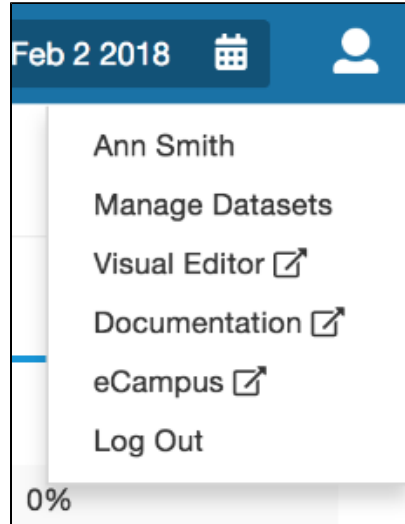 Feb 2 2018
Ann Smith
Manage Datasets
Visual Editor
Documentation
eCampus
Log Out
0%